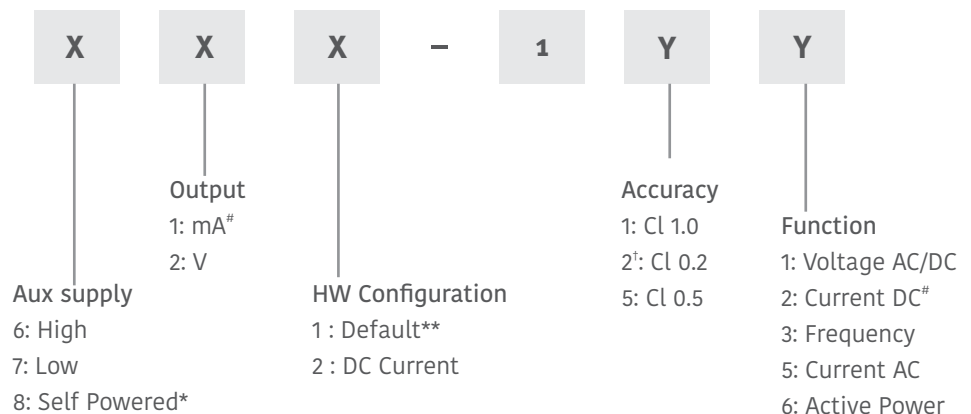 X X X – 1 Y Y
Output
1: mA#
2: V
Accuracy
1: Cl 1.0
2†: Cl 0.2
5: Cl 0.5
Function
1: Voltage AC/DC
2: Current DC#
3: Frequency
5: Current AC
6: Active Power
Aux supply
6: High
7: Low
8: Self Powered*
HW Configuration
1 : Default**
2 : DC Current